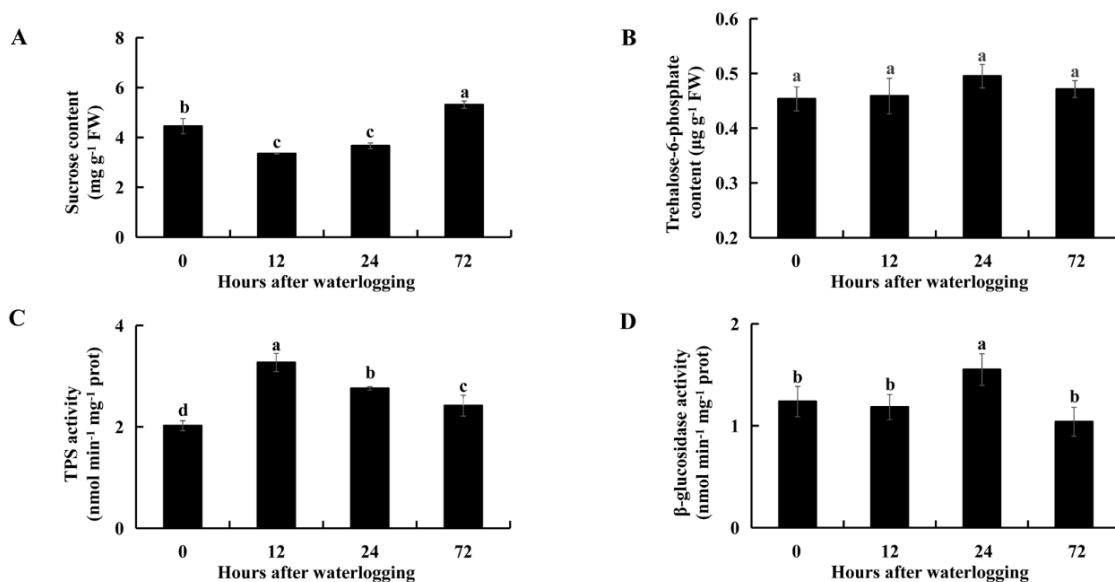 A
Sucrose content
(mg g⁻¹ FW)
8
6
4
2
0
b
c
c
a
0 12 24 72
Hours after waterlogging
B
Trehalose-6-phosphate
content (µg g⁻¹ FW)
0.6
0.5
0.4
0.3
0.2
a
a
a
a
0 12 24 72
Hours after waterlogging
C
TPS activity
(nmol min⁻¹ mg⁻¹ prot)
4
2
0
d
a
b
c
0 12 24 72
Hours after waterlogging
D
β-glucosidase activity
(nmol min⁻¹ mg⁻¹ prot)
2
1
0
b
b
a
b
0 12 24 72
Hours after waterlogging